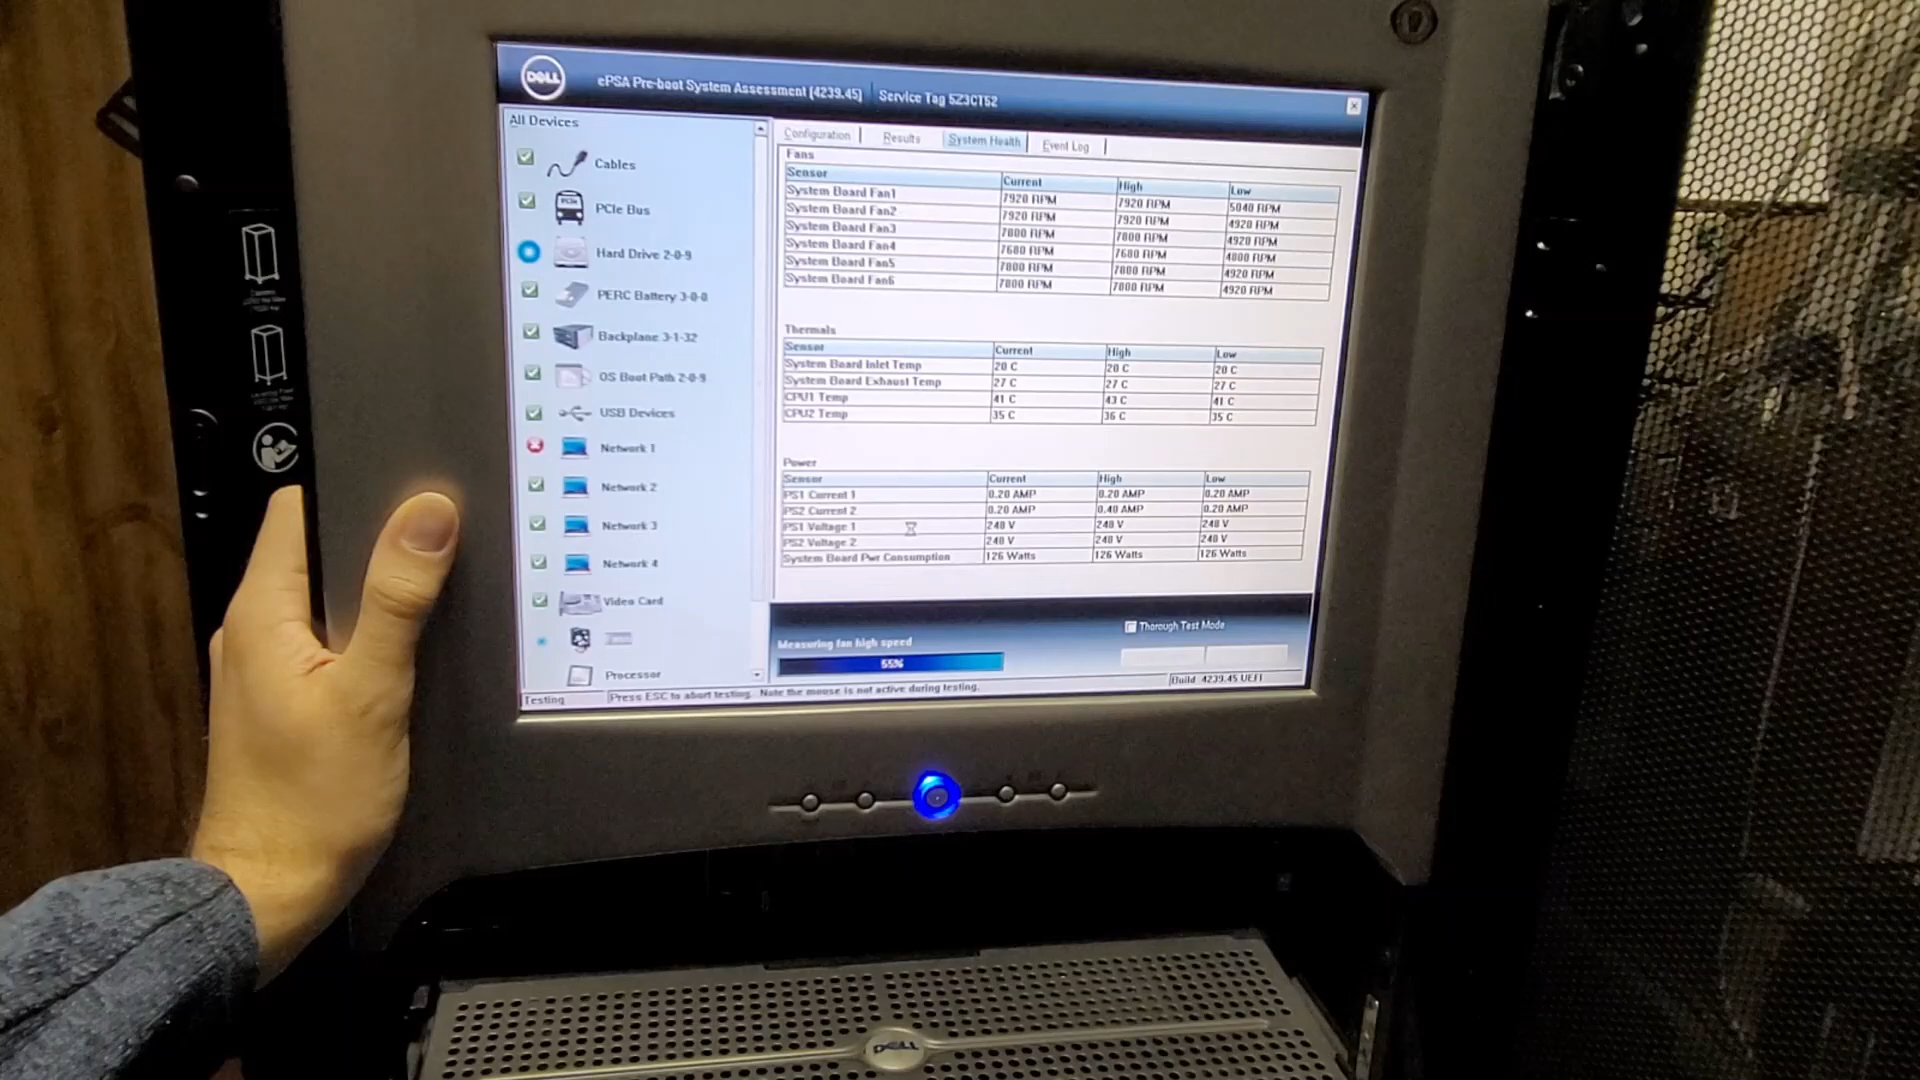 DELL
ePSA Pre-boot System Assessment [4239.45] Service Tag 5Z3CT52
All Devices
Cables
PCIe Bus
Hard Drive 2-0-9
PERC Battery 3-0-0
Backplane 3-1-32
OS Boot Path 2-0-9
USB Devices
Network 1
Network 2
Network 3
Network 4
Video Card
Processor
Configuration Results System Health Event Log
Fans
Sensor Current High Low
System Board Fan1 7920 RPM 7920 RPM 5040 RPM
System Board Fan2 7920 RPM 7920 RPM 4920 RPM
System Board Fan3 7800 RPM 7800 RPM 4920 RPM
System Board Fan4 7680 RPM 7680 RPM 4800 RPM
System Board Fan5 7800 RPM 7800 RPM 4920 RPM
System Board Fan6 7800 RPM 7800 RPM 4920 RPM
Thermals
Sensor Current High Low
System Board Inlet Temp 20 C 20 C 20 C
System Board Exhaust Temp 27 C 27 C 27 C
CPU1 Temp 41 C 43 C 41 C
CPU2 Temp 35 C 36 C 35 C
Power
Sensor Current High Low
PS1 Current 1 0.20 AMP 0.20 AMP 0.20 AMP
PS2 Current 2 0.20 AMP 0.40 AMP 0.20 AMP
PS1 Voltage 1 240 V 240 V 240 V
PS2 Voltage 2 240 V 240 V 240 V
System Board Pwr Consumption 126 Watts 126 Watts 126 Watts
Measuring fan high speed
55%
Thorough Test Mode
Build 4239.45 UEFI
Testing Press ESC to abort testing. Note the mouse is not active during testing.
DELL